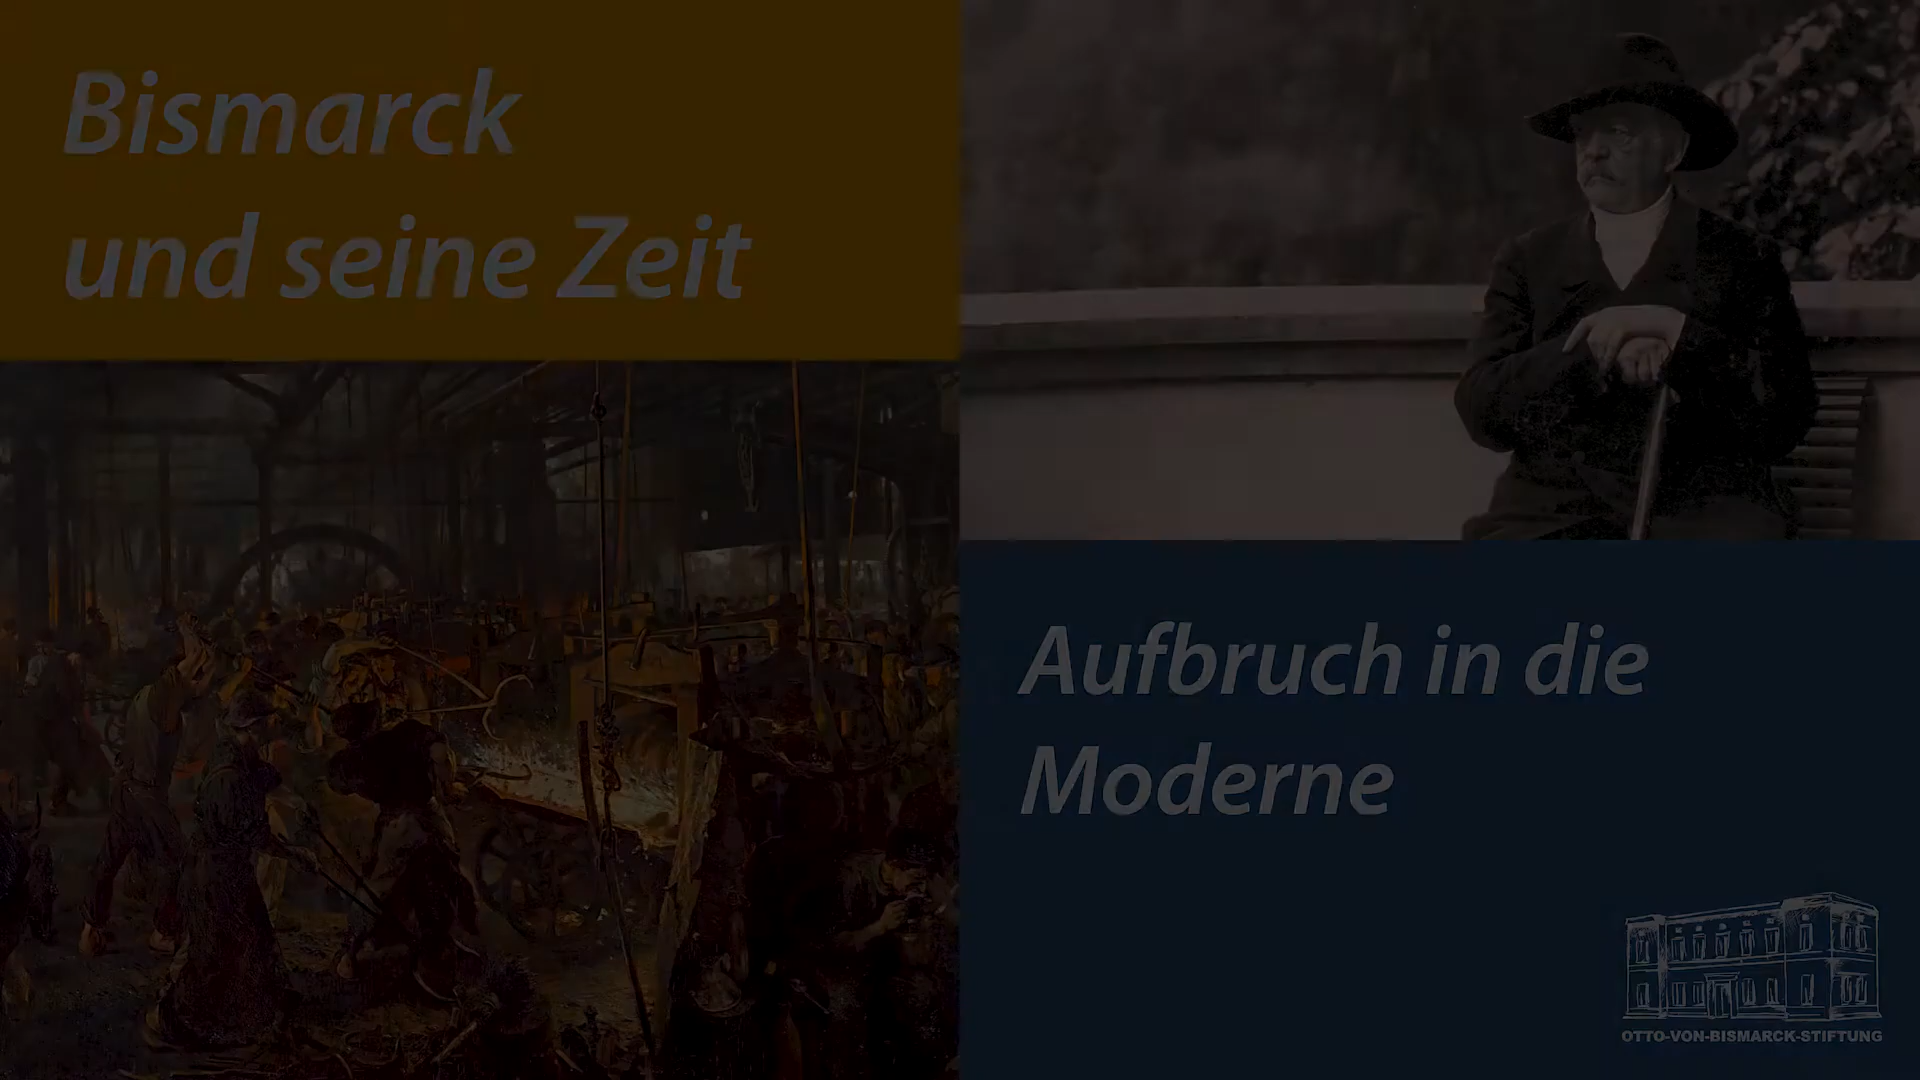 Bismarck
und seine Zeit
Aufbruch in die
Moderne
OTTO-VON-BISMARCK-STIFTUNG